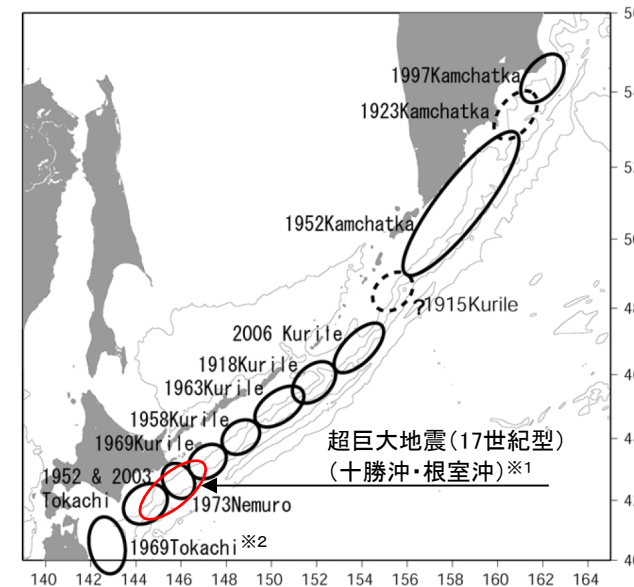 1997Kamchatka
1923Kamchatka
1952Kamchatka
?1915Kurile
2006 Kurile
1918Kurile
1963Kurile
1958Kurile
1969Kurile
超巨大地震(17世紀型)
(十勝沖・根室沖)※1
1952 & 2003
Tokachi
1973Nemuro
1969Tokachi※2
140 142 144 146 148 150 152 154 156 158 160 162 164